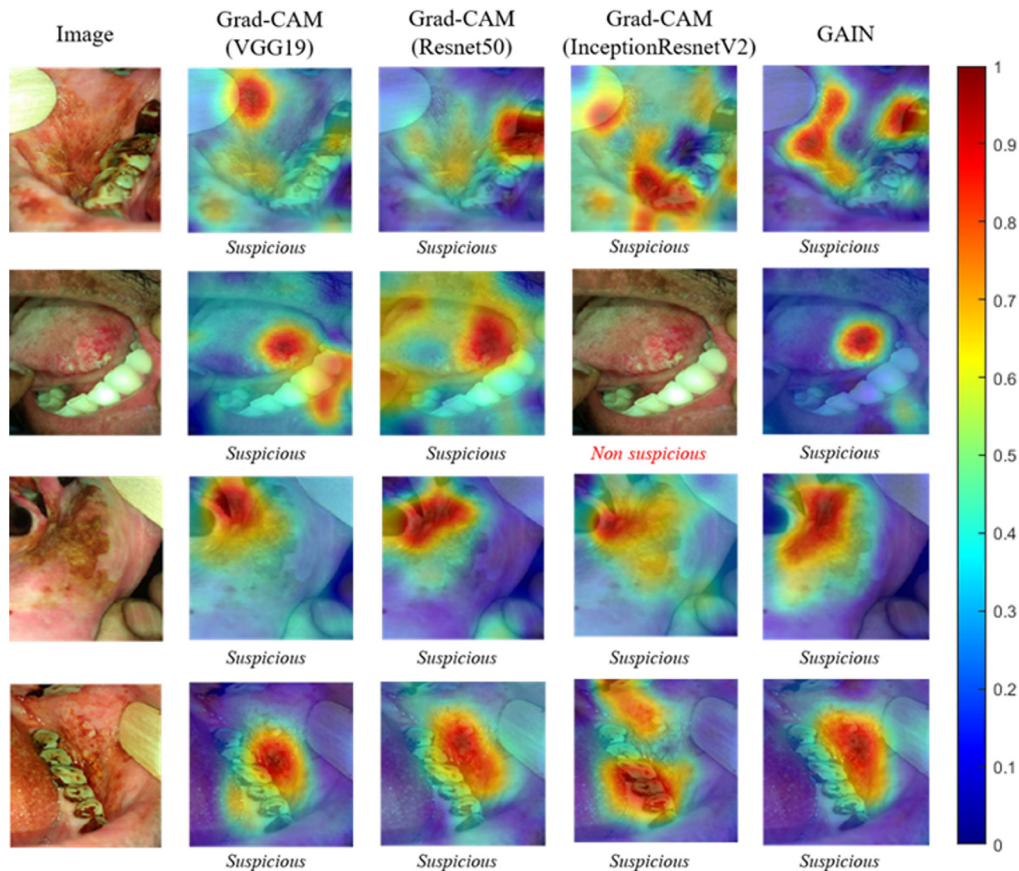 Image
Grad-CAM
(VGG19)
Grad-CAM
(Resnet50)
Grad-CAM
(InceptionResnetV2)
GAIN
Suspicious
Suspicious
Suspicious
Suspicious
Suspicious
Suspicious
Non suspicious
Suspicious
Suspicious
Suspicious
Suspicious
Suspicious
Suspicious
Suspicious
Suspicious
Suspicious
1
0.9
0.8
0.7
0.6
0.5
0.4
0.3
0.2
0.1
0